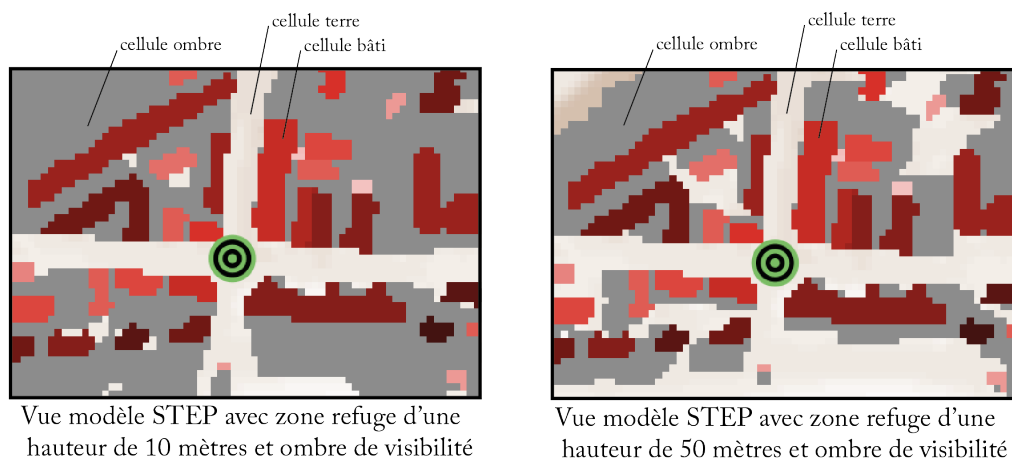 cellule terre
cellule ombre
cellule bâti
Vue modèle STEP avec zone refuge d'une
hauteur de 10 mètres et ombre de visibilité
cellule terre
cellule ombre
cellule bâti
Vue modèle STEP avec zone refuge d'une
hauteur de 50 mètres et ombre de visibilité